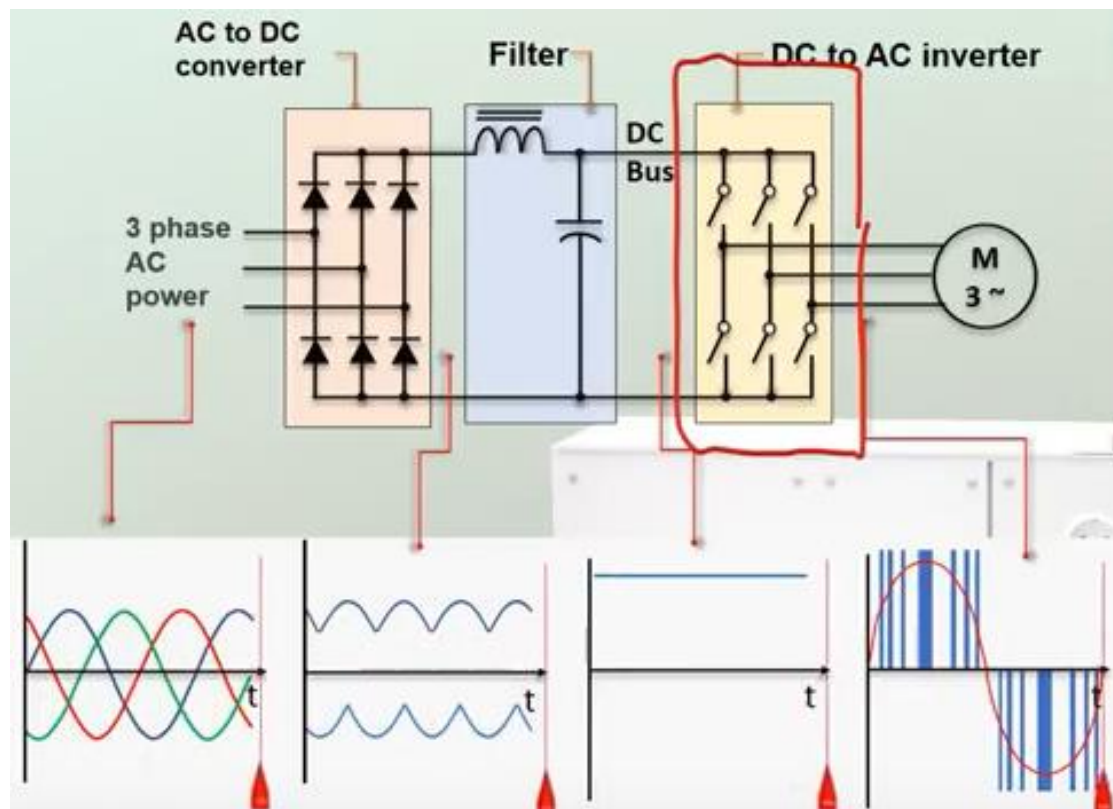 AC to DC
converter
Filter
DC to AC inverter
DC
Bus
3 phase
AC
power
M
3 ~
t
t
t
t